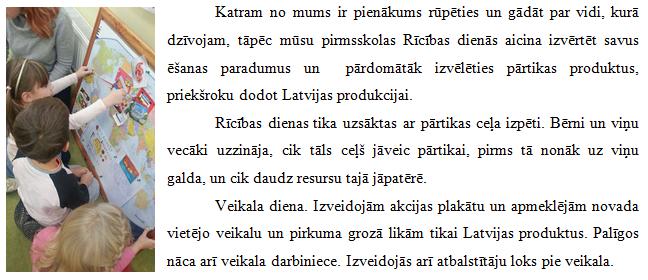 Katram no mums ir pienākums rūpēties un gādāt par vidi, kurā
dzīvojam, tāpēc mūsu pirmsskolas Rīcības dienās aicina izvērtēt savus
ēšanas paradumus un pārdomātāk izvēlēties pārtikas produktus,
priekšroku dodot Latvijas produkcijai.
Rīcības dienas tika uzsāktas ar pārtikas ceļa izpēti. Bērni un viņu
vecāki uzzināja, cik tāls ceļš jāveic pārtikai, pirms tā nonāk uz viņu
galda, un cik daudz resursu tajā jāpatērē.
Veikala diena. Izveidojām akcijas plakātu un apmeklējām novada
vietējo veikalu un pirkuma grozā likām tikai Latvijas produktus. Palīgos
nāca arī veikala darbiniece. Izveidojās arī atbalstītāju loks pie veikala.